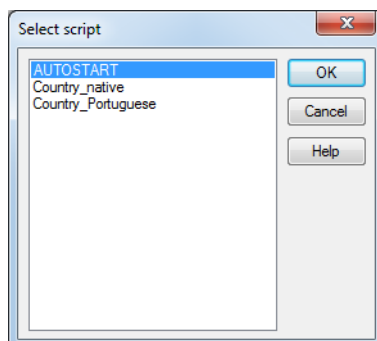 Select script
AUTOSTART
Country_native
Country_Portuguese
OK
Cancel
Help